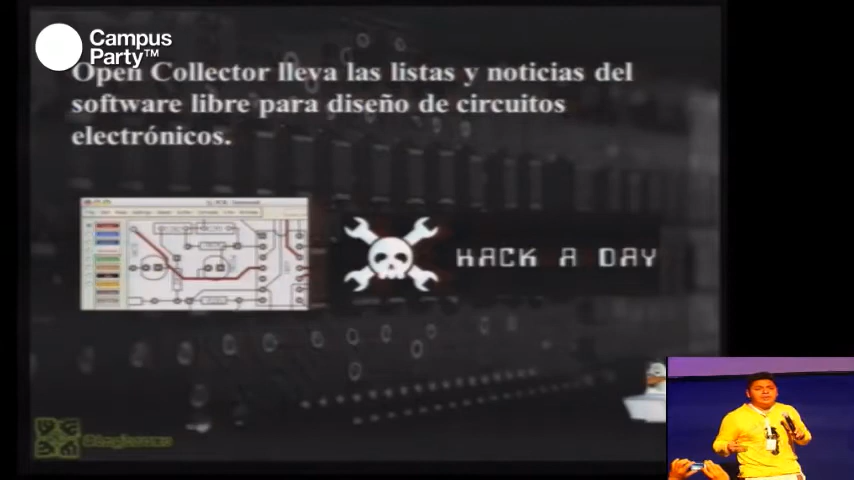 Campus
Party™
Open Collector lleva las listas y noticias del
software libre para diseño de circuitos
electrónicos.
HACK A DAY